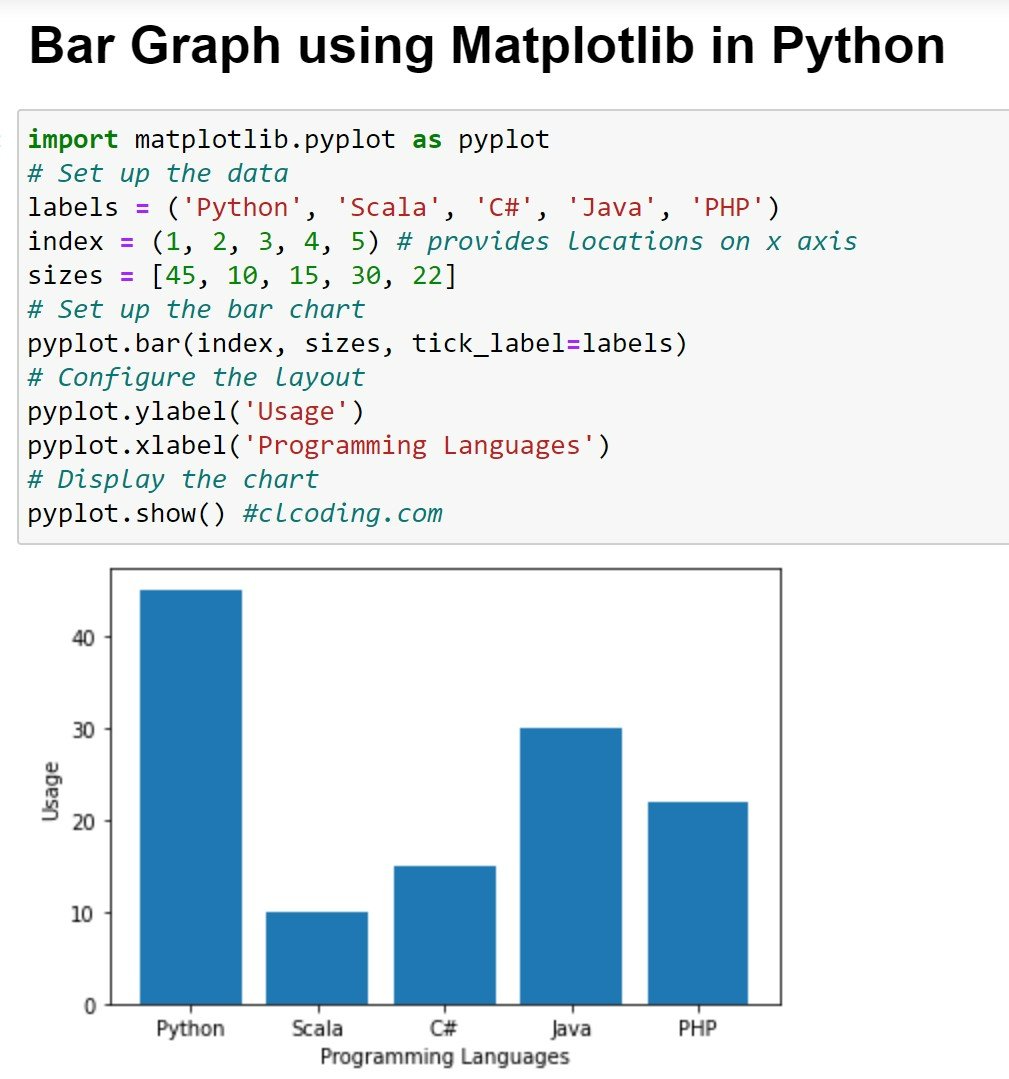 Bar Graph using Matplotlib in Python
import matplotlib.pyplot as pyplot
# Set up the data
labels = ('Python', 'Scala', 'C#', 'Java', 'PHP')
index = (1, 2, 3, 4, 5) # provides locations on x axis
sizes = [45, 10, 15, 30, 22]
# Set up the bar chart
pyplot.bar(index, sizes, tick_label=labels)
# Configure the layout
pyplot.ylabel('Usage')
pyplot.xlabel('Programming Languages')
# Display the chart
pyplot.show() #clcoding.com
40
30
Usage
20
10
0
Python Scala C# Java PHP
Programming Languages